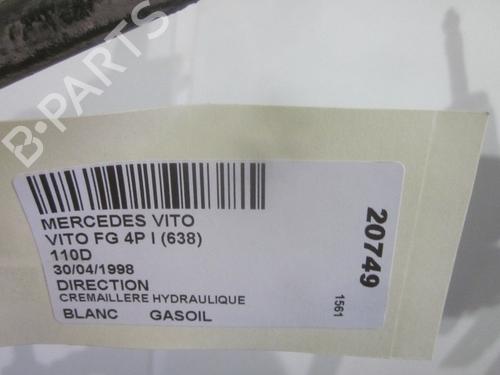 B-PARTS
MERCEDES VITO
VITO FG 4P I (638)
110D
30/04/1998
DIRECTION
CREMAILLERE HYDRAULIQUE
BLANC GASOIL
20749
1561